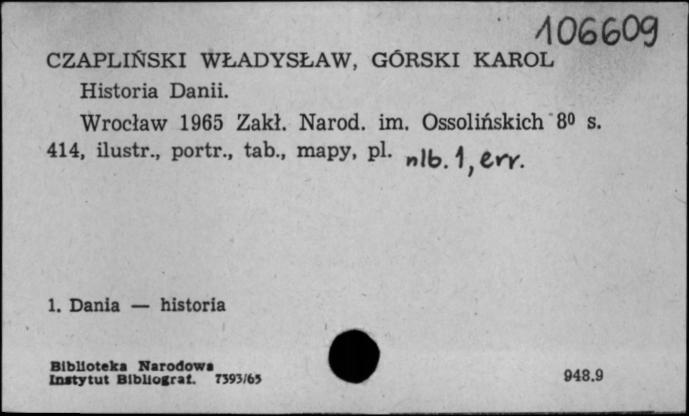 106609
CZAPLIŃSKI WŁADYSŁAW, GÓRSKI KAROL
Historia Danii.
Wrocław 1965 Zakł. Narod. im. Ossolińskich 8⁰ s.
414, ilustr., portr., tab., mapy, pl. nlb. 1, err.
1. Dania — historia
Biblioteka Narodowa
Instytut Bibliograf. 7393/65
948.9